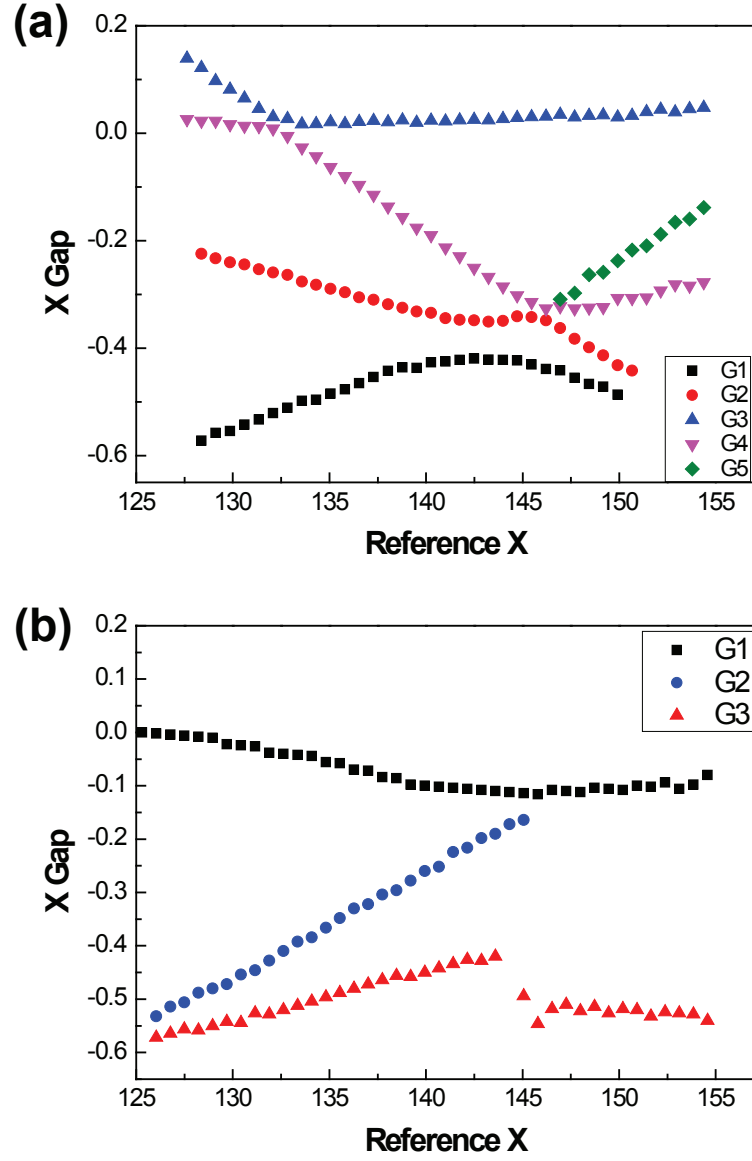 (a)
0.2
0.0
-0.2
-0.4
-0.6
X Gap
125 130 135 140 145 150 155
Reference X
G1
G2
G3
G4
G5
(b)
0.2
0.1
0.0
-0.1
-0.2
-0.3
-0.4
-0.5
-0.6
X Gap
125 130 135 140 145 150 155
Reference X
G1
G2
G3